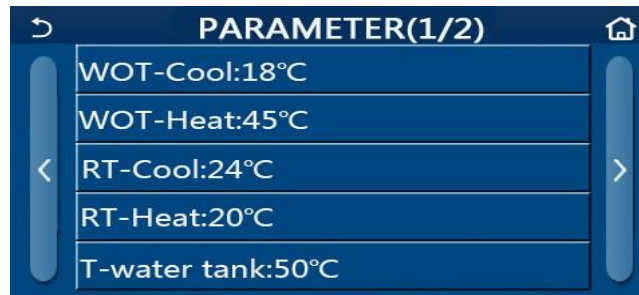 PARAMETER(1/2)
WOT-Cool:18℃
WOT-Heat:45℃
RT-Cool:24℃
RT-Heat:20℃
T-water tank:50℃